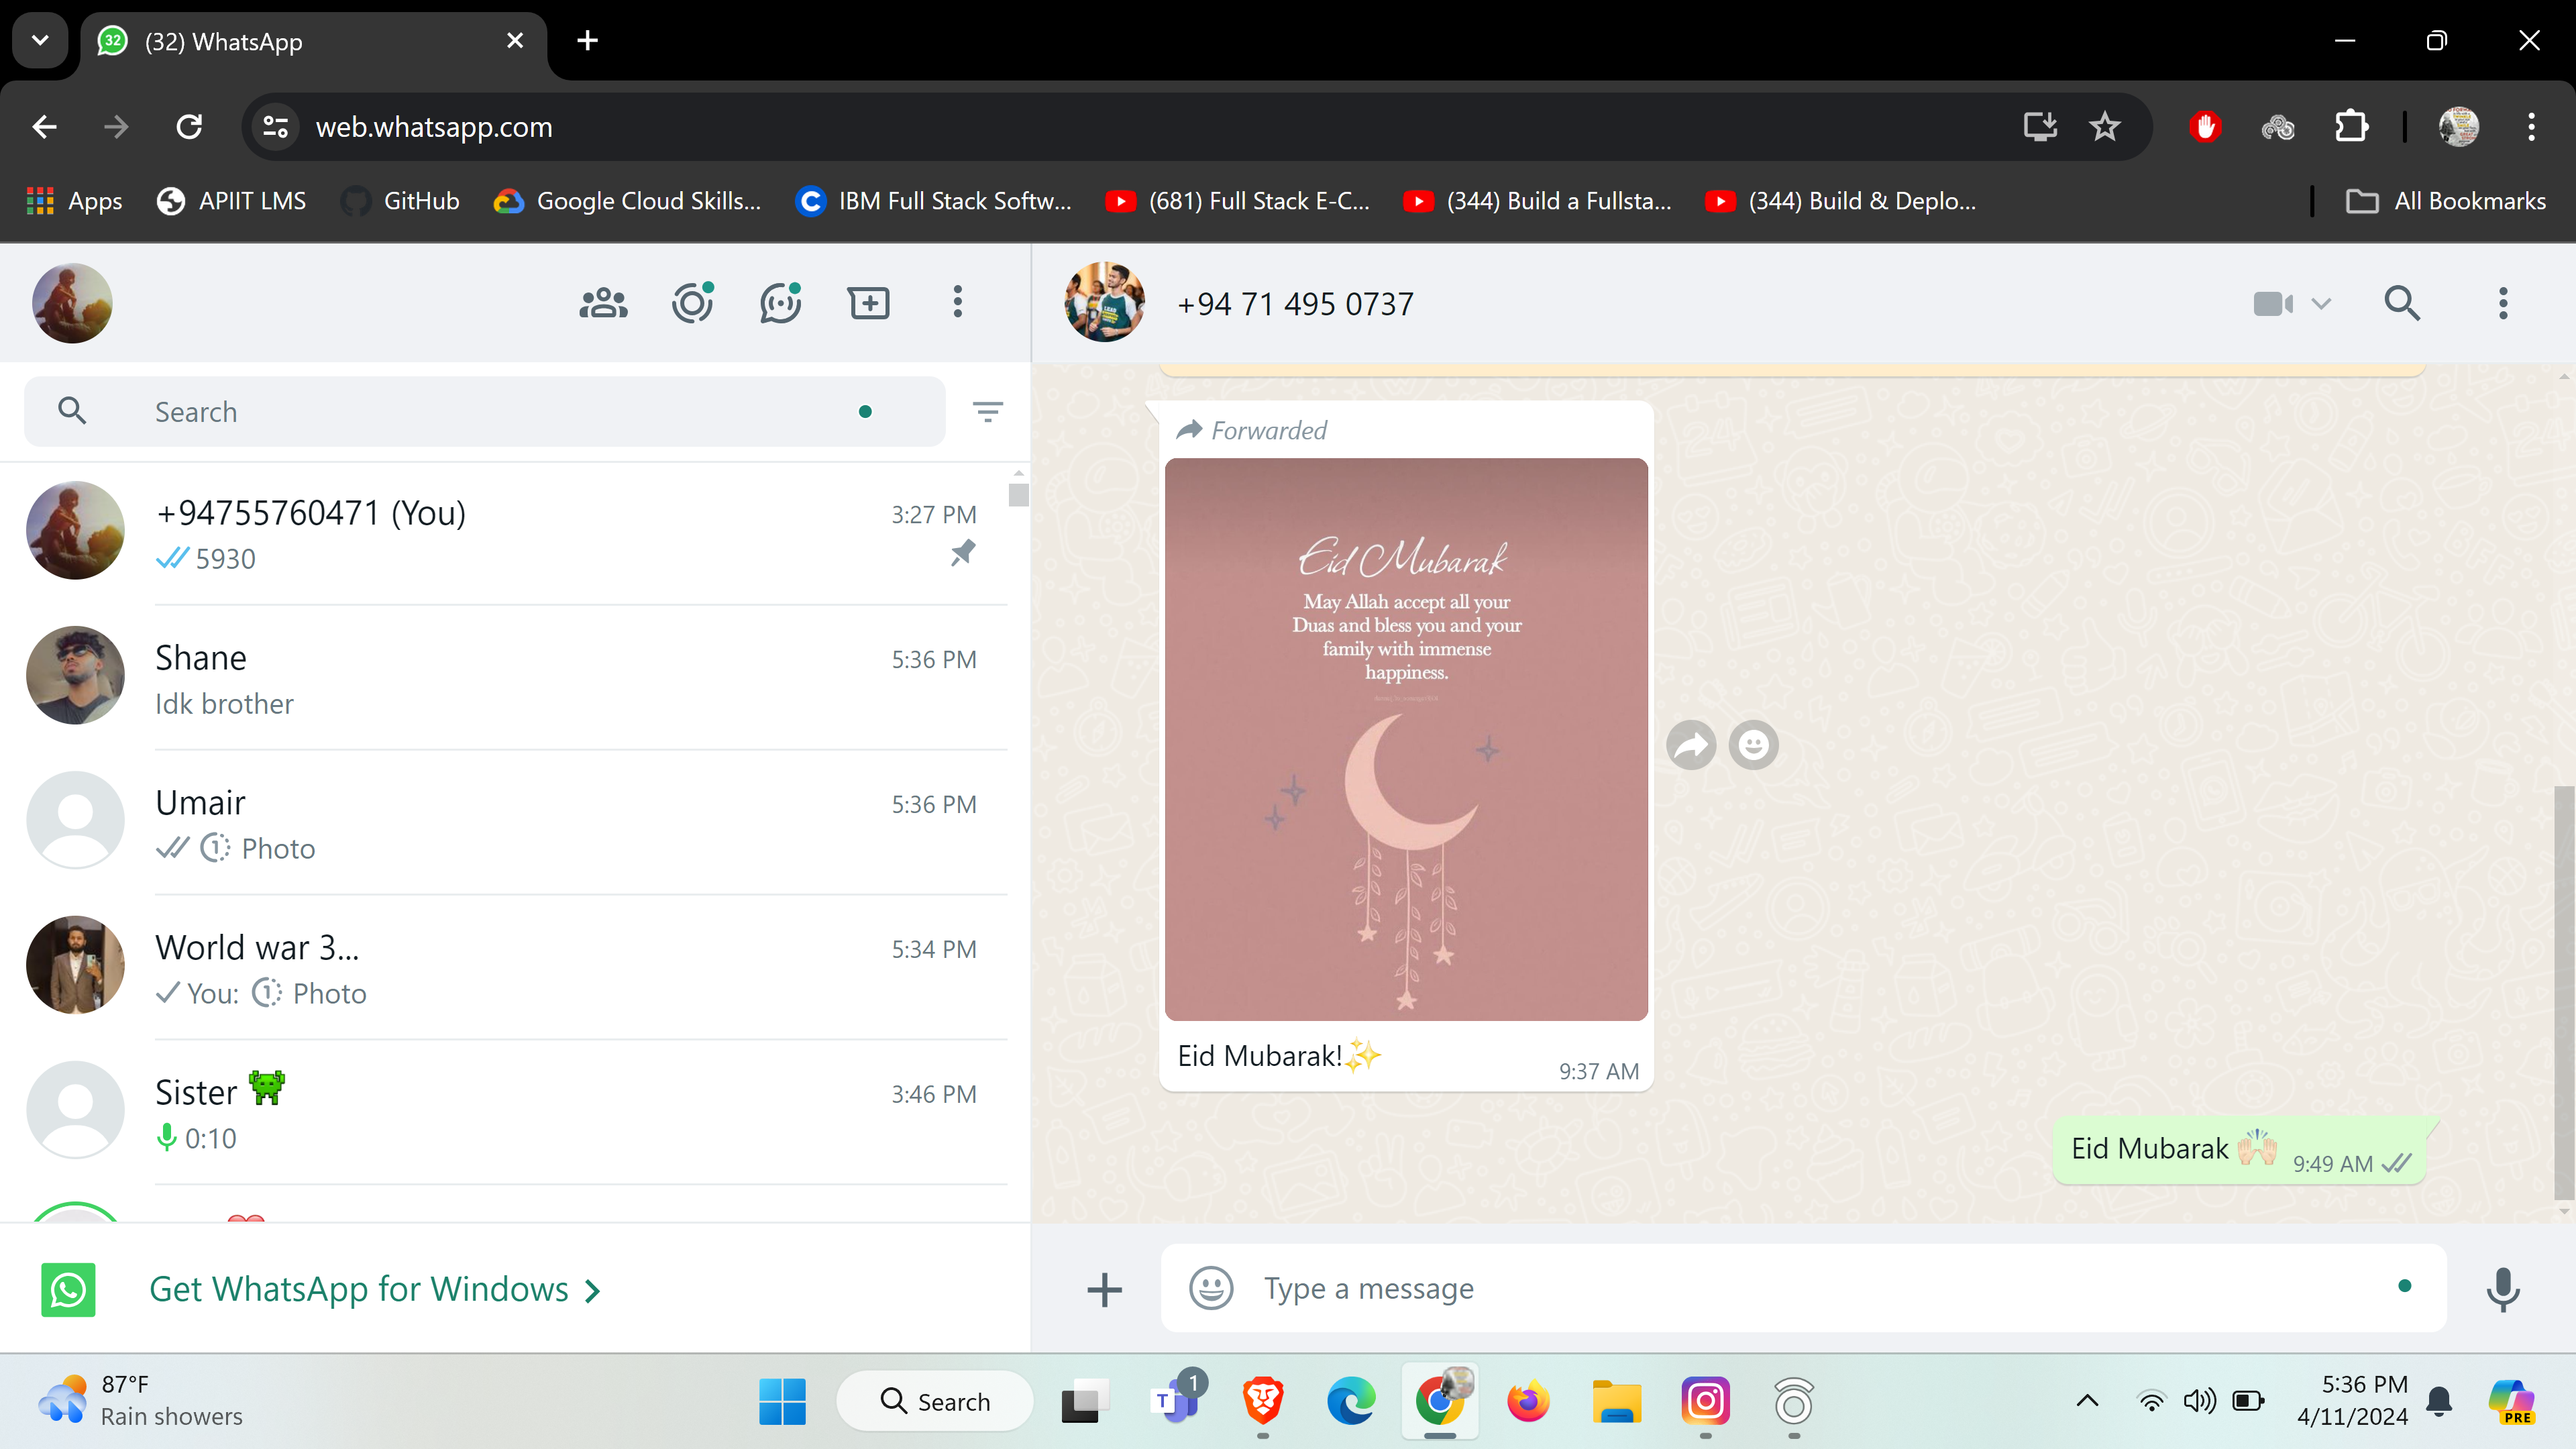 32
(32) WhatsApp
web.whatsapp.com
Apps
APIIT LMS
GitHub
Google Cloud Skills...
IBM Full Stack Softw...
(681) Full Stack E-C...
(344) Build a Fullsta...
(344) Build & Deplo...
All Bookmarks
+94 71 495 0737
Search
+94755760471 (You)
3:27 PM
5930
Shane
5:36 PM
Idk brother
Umair
5:36 PM
Photo
World war 3...
5:34 PM
You: Photo
Sister
3:46 PM
0:10
Get WhatsApp for Windows
Forwarded
Eid Mubarak
May Allah accept all your
Duas and bless you and your
family with immense
happiness.
Eid Mubarak!✨
9:37 AM
Eid Mubarak 🙌🏻 9:49 AM
Type a message
87°F
Rain showers
Search
1
5:36 PM
4/11/2024
PRE